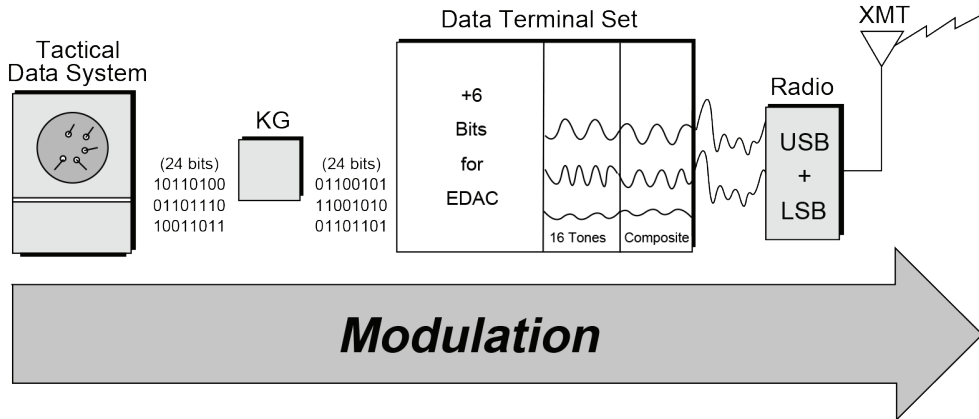 Data Terminal Set
XMT
Tactical
Data System
KG
Radio
(24 bits)
10110100
01101110
10011011
(24 bits)
01100101
11001010
01101101
+6
Bits
for
EDAC
16 Tones
Composite
USB
+
LSB
Modulation